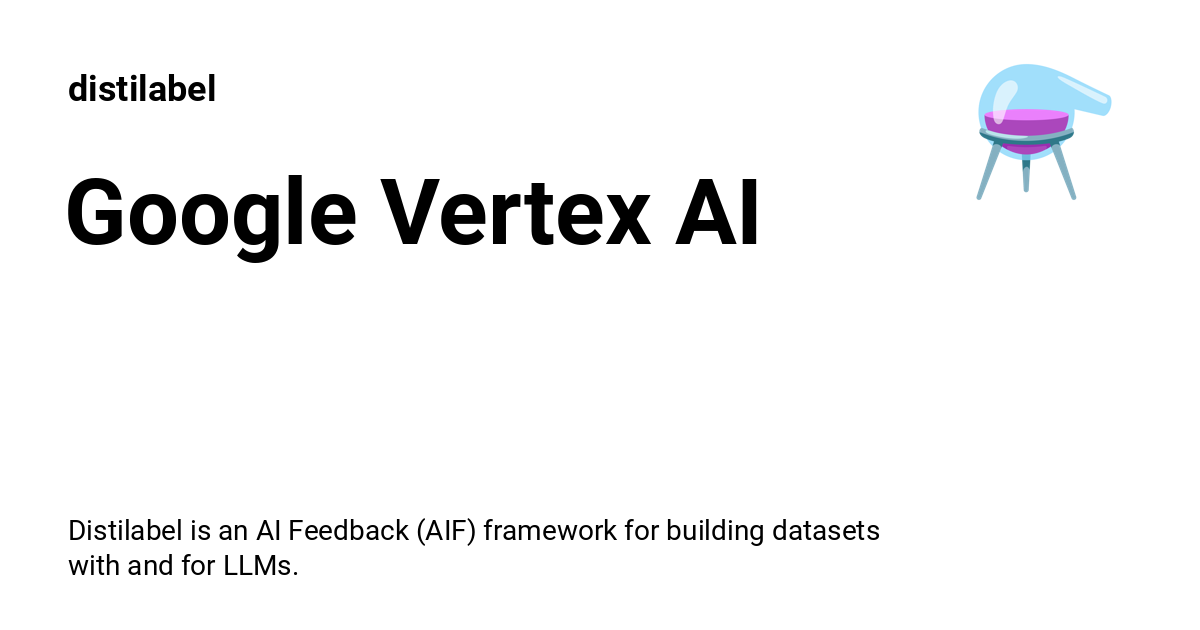 distilabel
Google Vertex AI
Distilabel is an AI Feedback (AIF) framework for building datasets
with and for LLMs.